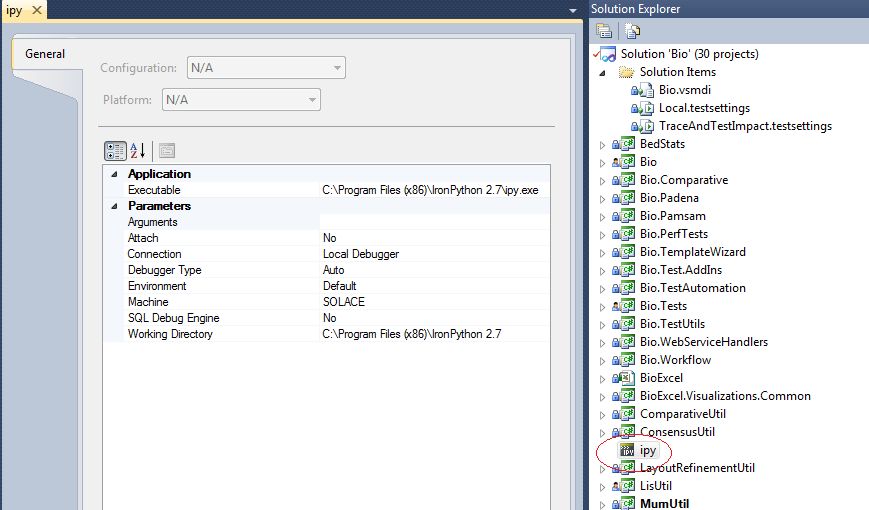 ipy
General
Configuration: N/A
Platform: N/A
A
Z
Application
Executable C:\Program Files (x86)\IronPython 2.7\ipy.exe
Parameters
Arguments
Attach No
Connection Local Debugger
Debugger Type Auto
Environment Default
Machine SOLACE
SQL Debug Engine No
Working Directory C:\Program Files (x86)\IronPython 2.7
Solution Explorer
Solution 'Bio' (30 projects)
Solution Items
Bio.vsmdi
Local.testsettings
TraceAndTestImpact.testsettings
BedStats
Bio
Bio.Comparative
Bio.Padena
Bio.Pamsam
Bio.PerfTests
Bio.TemplateWizard
Bio.Test.AddIns
Bio.TestAutomation
Bio.Tests
Bio.TestUtils
Bio.WebServiceHandlers
Bio.Workflow
BioExcel
BioExcel.Visualizations.Common
ComparativeUtil
ConsensusUtil
ipy
LayoutRefinementUtil
LisUtil
MumUtil